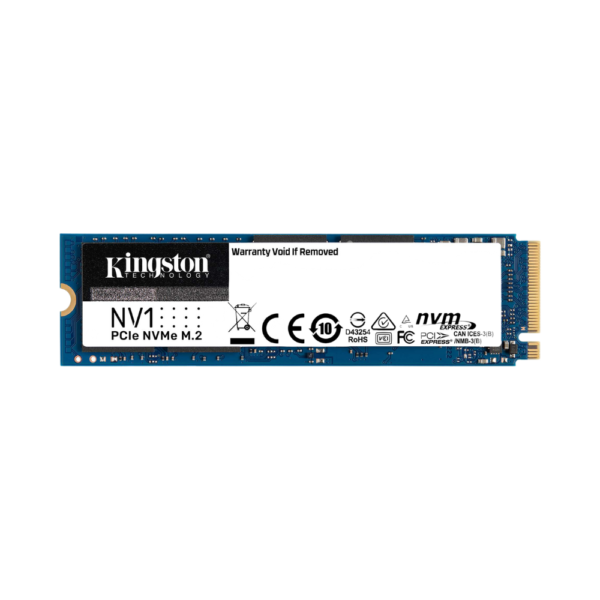 Warranty Void If Removed
Kingston
TECHNOLOGY
NV1
PCIe NVMe M.2
CE
10
D43254
RoHS
VEI
FC
nvm
EXPRESS
PCI
EXPRESS®
CAN ICES-3(B)
/NMB-3(B)